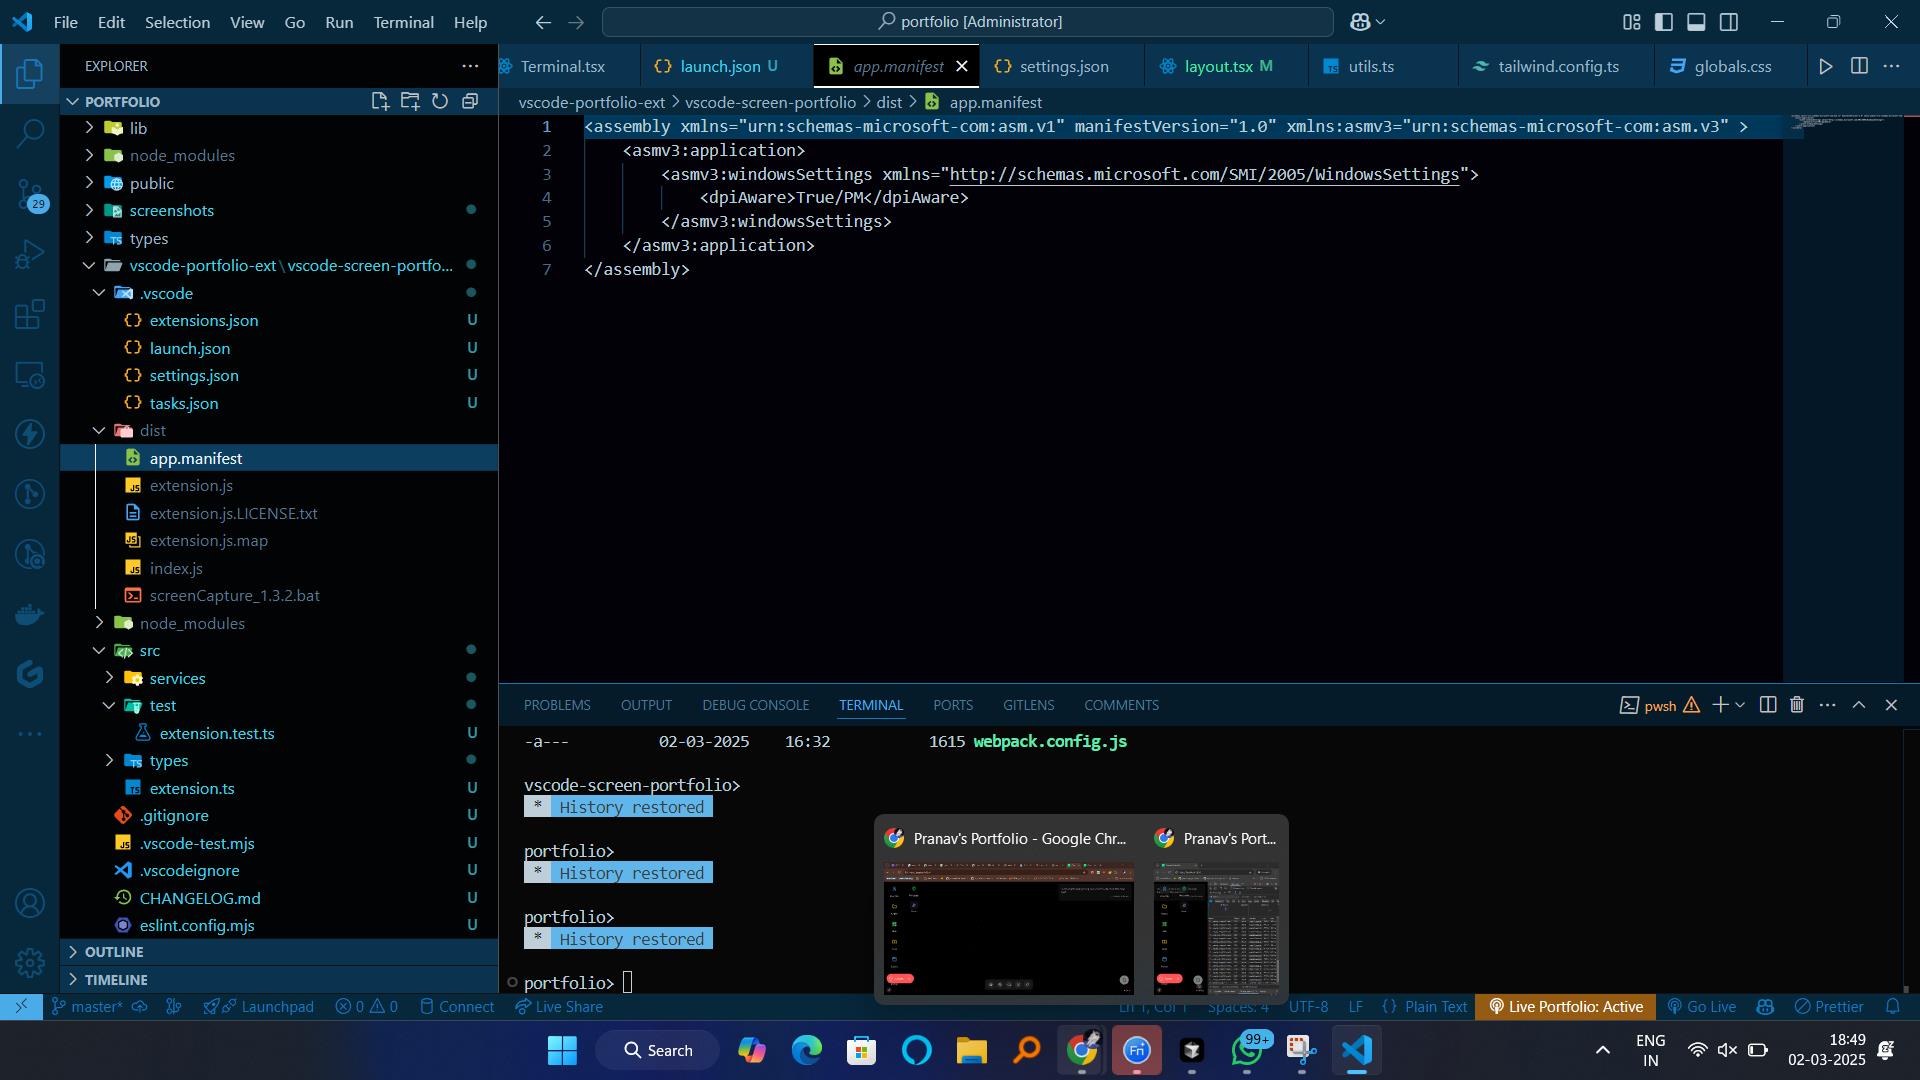 File Edit Selection View Go Run Terminal Help
portfolio [Administrator]
EXPLORER
Terminal.tsx
launch.json U
app.manifest
settings.json
layout.tsx M
utils.ts
tailwind.config.ts
globals.css
PORTFOLIO
vscode-portfolio-ext > vscode-screen-portfolio > dist > app.manifest
lib
node_modules
public
screenshots
types
vscode-portfolio-ext\vscode-screen-portfo...
.vscode
extensions.json U
launch.json U
settings.json U
tasks.json U
dist
app.manifest
extension.js
extension.js.LICENSE.txt
extension.js.map
index.js
screenCapture_1.3.2.bat
node_modules
src
services
test
extension.test.ts U
types
extension.ts U
.gitignore U
.vscode-test.mjs U
.vscodeignore U
CHANGELOG.md U
eslint.config.mjs U
OUTLINE
TIMELINE
29
1 <assembly xmlns="urn:schemas-microsoft-com:asm.v1" manifestVersion="1.0" xmlns:asmv3="urn:schemas-microsoft-com:asm.v3" >
2 <asmv3:application>
3 <asmv3:windowsSettings xmlns="http://schemas.microsoft.com/SMI/2005/WindowsSettings">
4 <dpiAware>True/PM</dpiAware>
5 </asmv3:windowsSettings>
6 </asmv3:application>
7 </assembly>
PROBLEMS OUTPUT DEBUG CONSOLE TERMINAL PORTS GITLENS COMMENTS
pwsh
-a--- 02-03-2025 16:32 1615 webpack.config.js
vscode-screen-portfolio>
* History restored
portfolio>
* History restored
portfolio>
* History restored
portfolio>
Pranav's Portfolio - Google Chr...
Pranav's Port...
master* Launchpad 0 0 Connect Live Share
Ln 1, Col 1 Spaces: 4 UTF-8 LF {} Plain Text Live Portfolio: Active Go Live Prettier
Search
Fn
99+
ENG
IN
18:49
02-03-2025